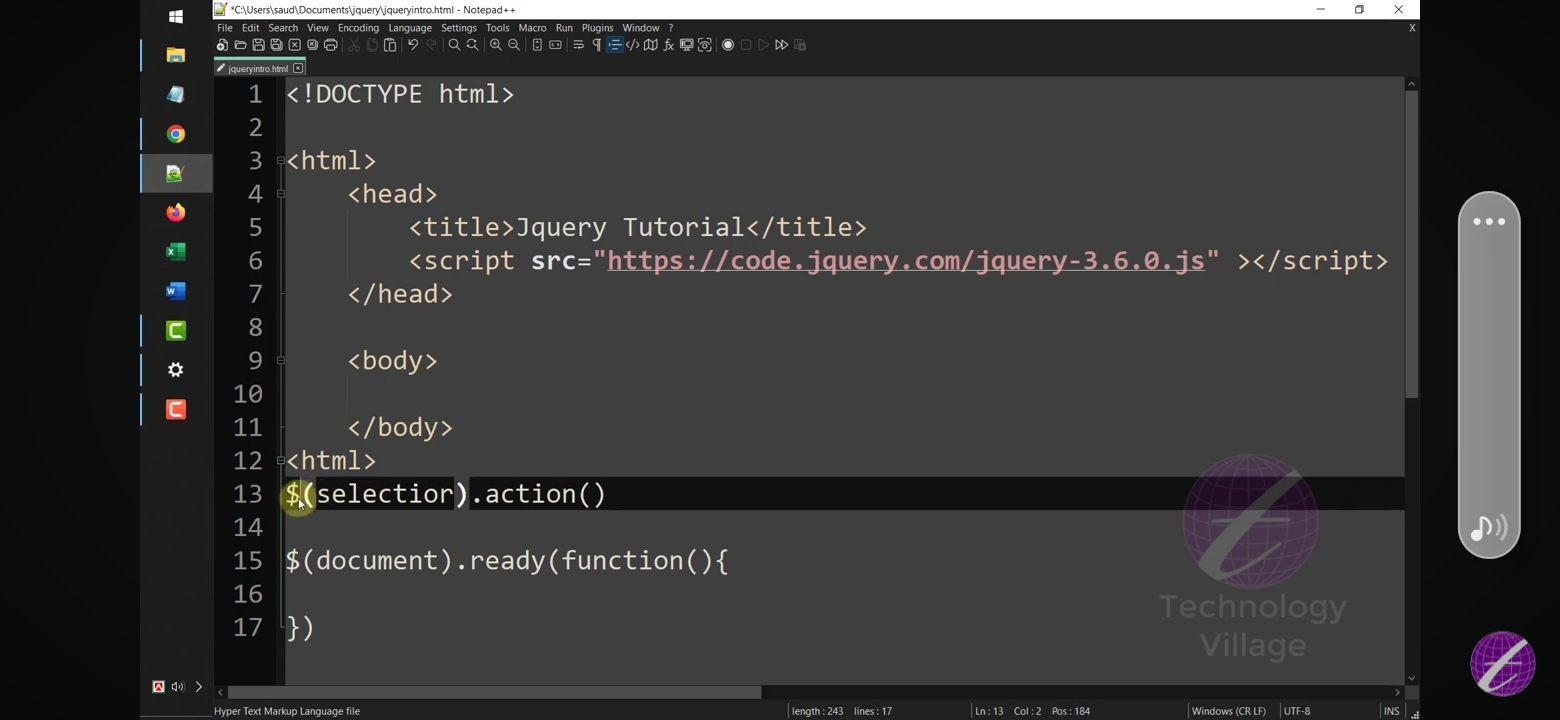 *C:\Users\saud\Documents\jquery\jqueryintro.html - Notepad++
File Edit Search View Encoding Language Settings Tools Macro Run Plugins Window ? X
jqueryintro.html
1 <!DOCTYPE html>
2
3 <html>
4 <head>
5 <title>Jquery Tutorial</title>
6 <script src="https://code.jquery.com/jquery-3.6.0.js" ></script>
7 </head>
8
9 <body>
10
11 </body>
12 <html>
13 $(selectior).action()
14
15 $(document).ready(function(){
16
17 })
Technology
Village
Hyper Text Markup Language file length : 243 lines : 17 Ln : 13 Col : 2 Pos : 184 Windows (CR LF) UTF-8 INS